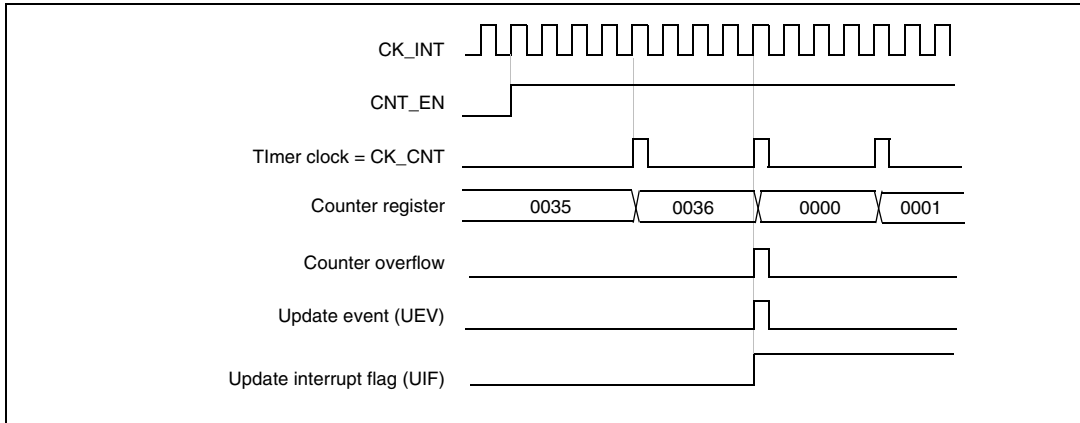 CK_INT
CNT_EN
TImer clock = CK_CNT
Counter register 0035 0036 0000 0001
Counter overflow
Update event (UEV)
Update interrupt flag (UIF)